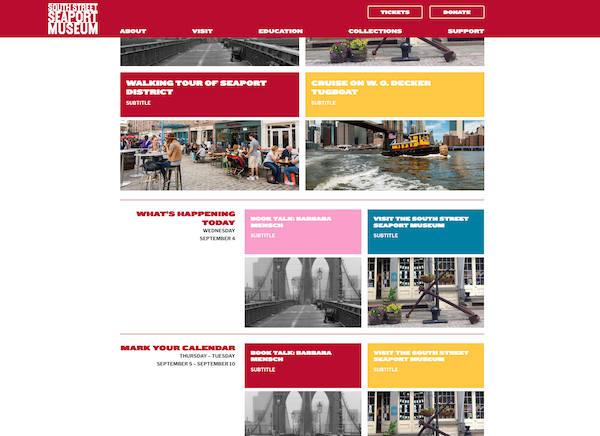 SOUTH STREET
SEAPORT
MUSEUM
TICKETS
DONATE
ABOUT
VISIT
EDUCATION
COLLECTIONS
SUPPORT
WALKING TOUR OF SEAPORT
DISTRICT
SUBTITLE
CRUISE ON W. O. DECKER
TUGBOAT
SUBTITLE
WHAT'S HAPPENING
TODAY
WEDNESDAY
SEPTEMBER 4
BOOK TALK: BARBARA
MENSCH
SUBTITLE
VISIT THE SOUTH STREET
SEAPORT MUSEUM
SUBTITLE
MARK YOUR CALENDAR
THURSDAY – TUESDAY
SEPTEMBER 5 – SEPTEMBER 10
BOOK TALK: BARBARA
MENSCH
SUBTITLE
VISIT THE SOUTH STREET
SEAPORT MUSEUM
SUBTITLE